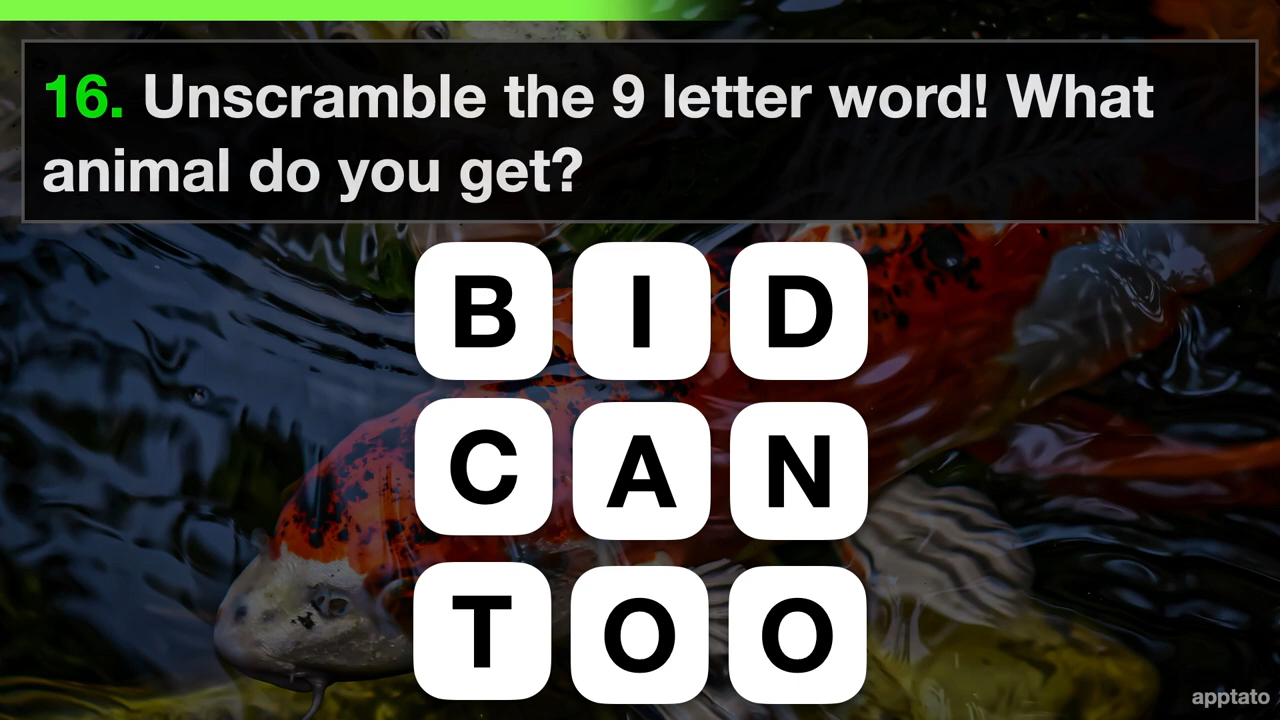 16. Unscramble the 9 letter word! What
animal do you get?
B I D
C A N
T O O
apptato